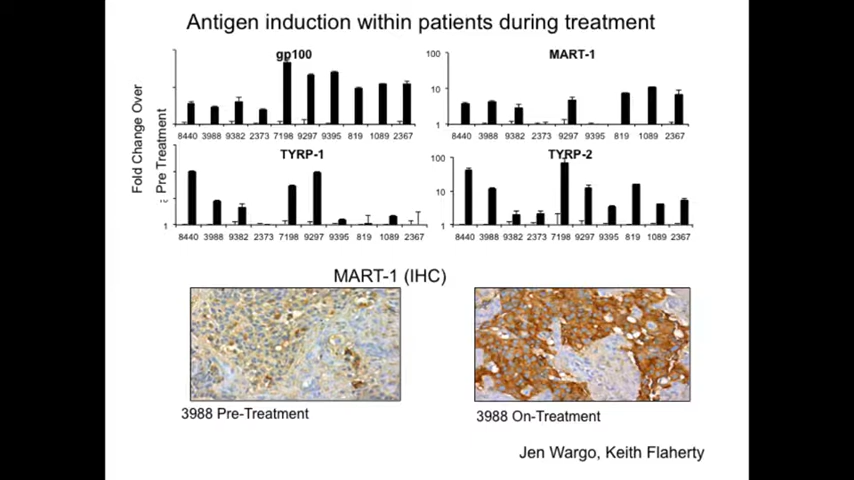 Antigen induction within patients during treatment
gp100
MART-1
100
10
1
8440 3988 9382 2373 7198 9297 9395 819 1089 2367
8440 3988 9382 2373 9297 9395 819 1089 2367
Fold Change Over
Pre Treatment
TYRP-1
TYRP-2
1
100
10
1
8440 3988 9382 2373 7198 9297 9395 819 1089 2367
8440 3988 9382 2373 7198 9297 9395 819 1089 2367
MART-1 (IHC)
3988 Pre-Treatment
3988 On-Treatment
Jen Wargo, Keith Flaherty